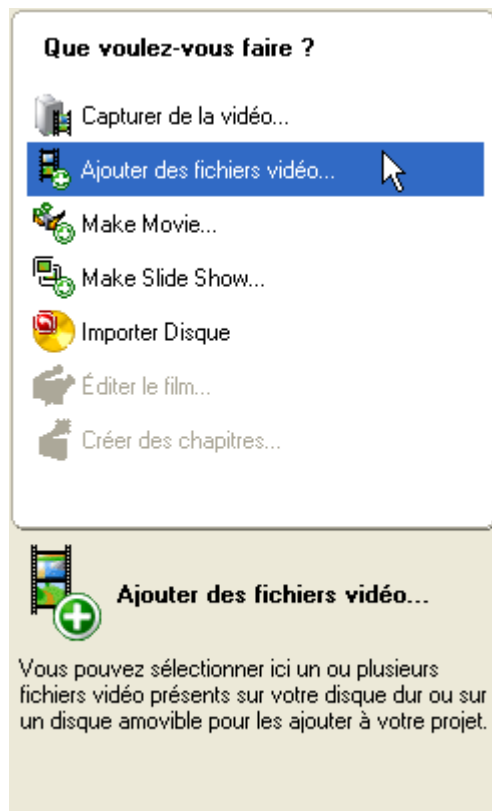 Que voulez-vous faire ?
Capturer de la vidéo...
Ajouter des fichiers vidéo...
Make Movie...
Make Slide Show...
Importer Disque
Éditer le film...
Créer des chapitres...
Ajouter des fichiers vidéo...
Vous pouvez sélectionner ici un ou plusieurs
fichiers vidéo présents sur votre disque dur ou sur
un disque amovible pour les ajouter à votre projet.